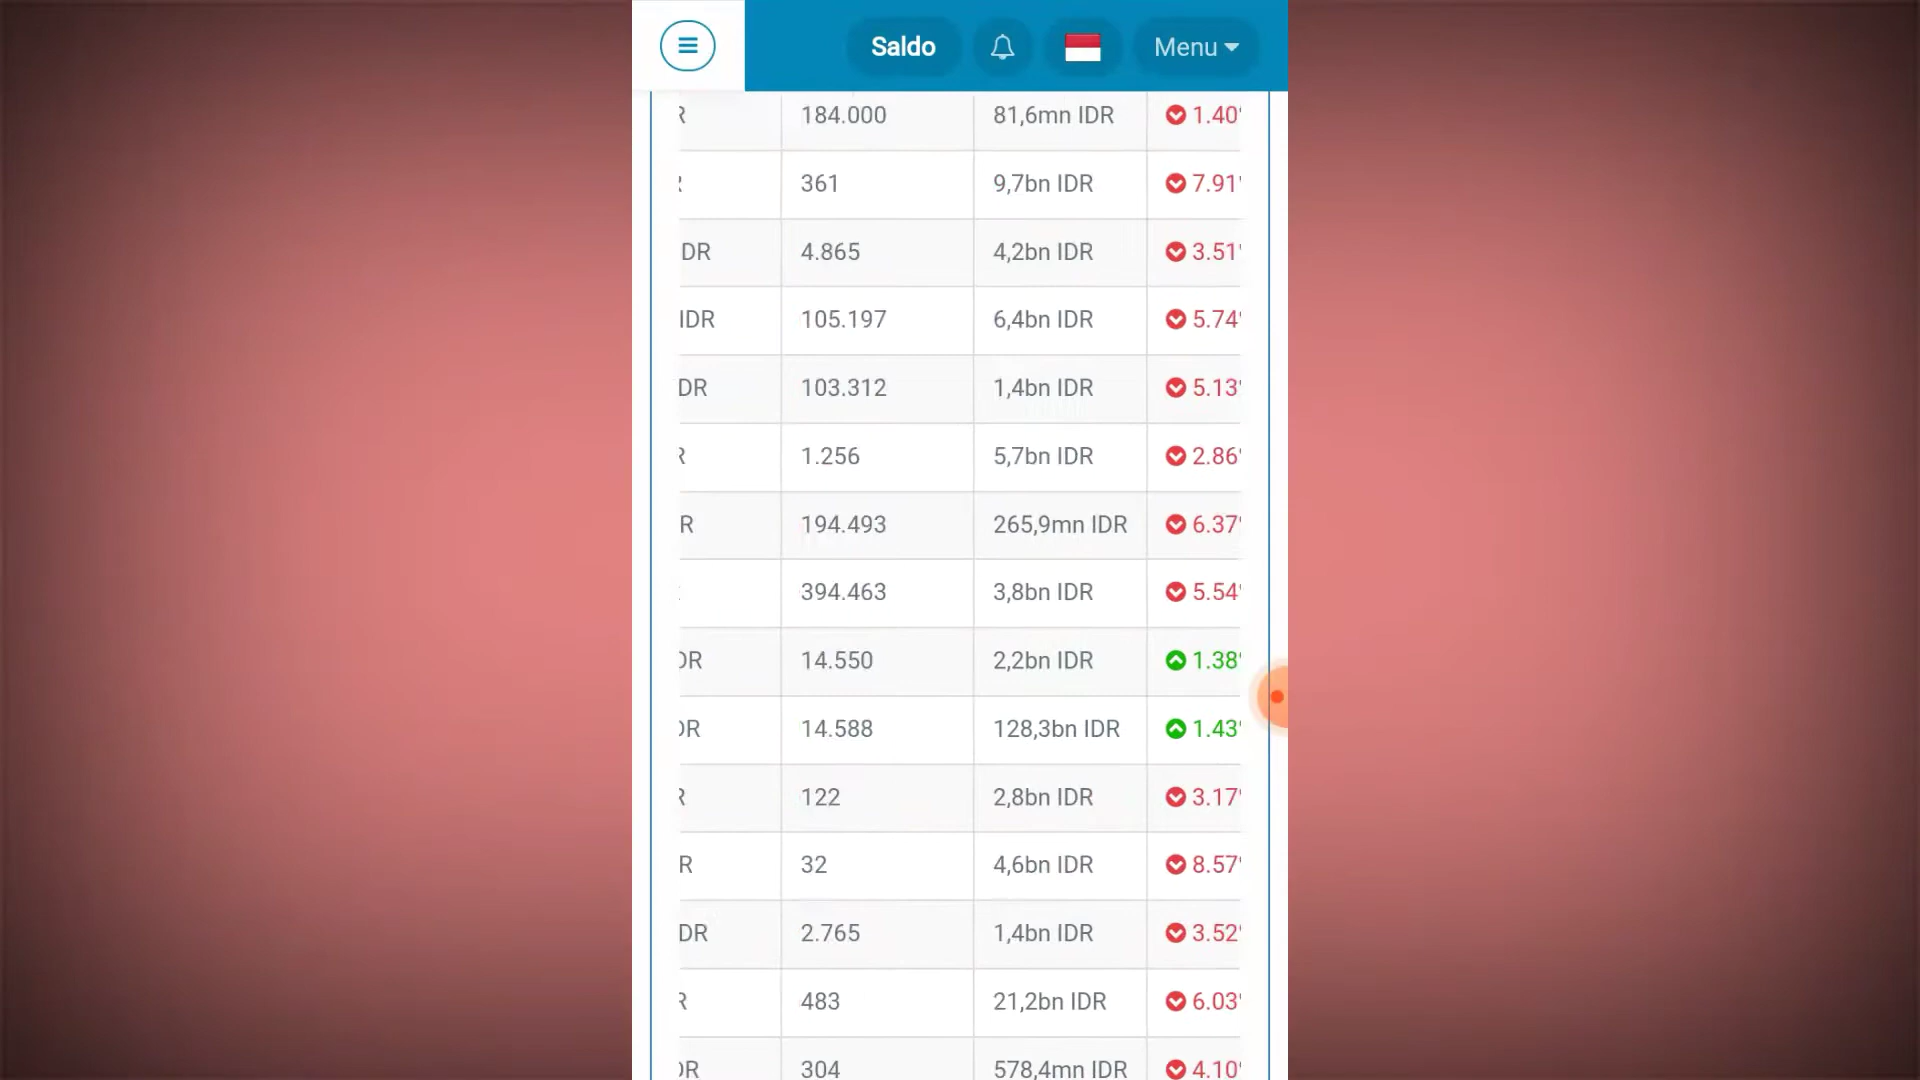 Saldo Menu
R 184.000 81,6mn IDR 1.40
361 9,7bn IDR 7.91
DR 4.865 4,2bn IDR 3.51
IDR 105.197 6,4bn IDR 5.74
DR 103.312 1,4bn IDR 5.13
R 1.256 5,7bn IDR 2.86
R 194.493 265,9mn IDR 6.37
394.463 3,8bn IDR 5.54
DR 14.550 2,2bn IDR 1.38
DR 14.588 128,3bn IDR 1.43
R 122 2,8bn IDR 3.17
R 32 4,6bn IDR 8.57
DR 2.765 1,4bn IDR 3.52
R 483 21,2bn IDR 6.03
DR 304 578,4mn IDR 4.10